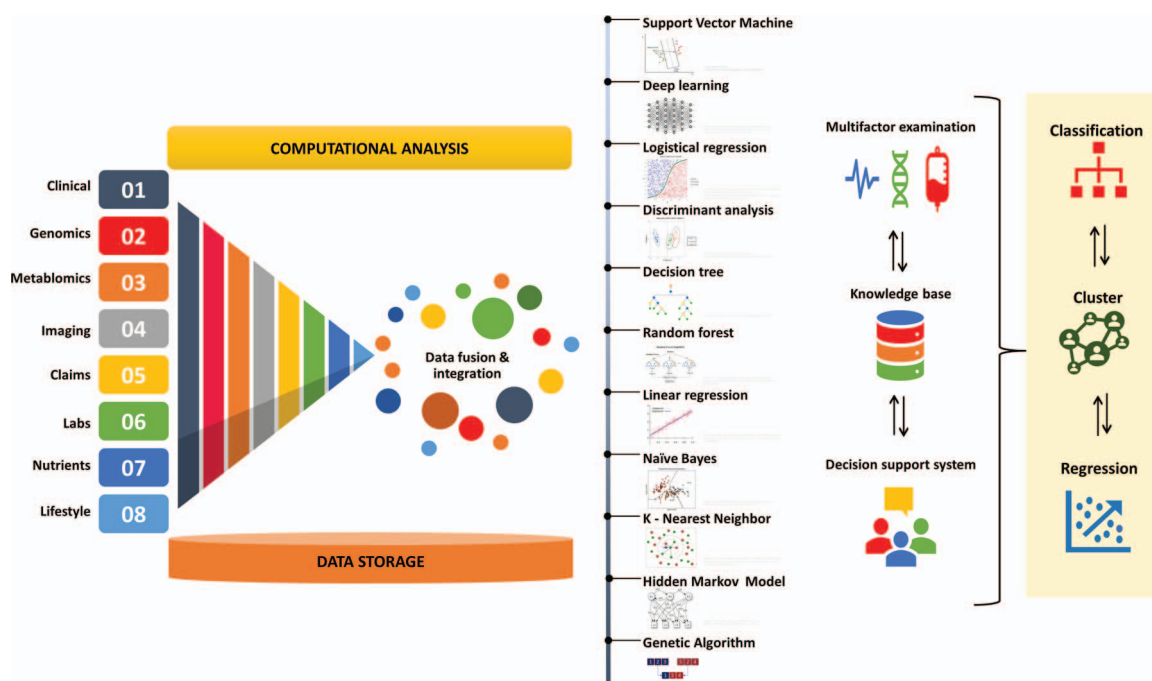 COMPUTATIONAL ANALYSIS
Clinical
01
Genomics
02
Metablomics
03
Imaging
04
Claims
05
Labs
06
Nutrients
07
Lifestyle
08
Data fusion &
integration
DATA STORAGE
Support Vector Machine
Deep learning
Logistical regression
Discriminant analysis
Decision tree
Random forest
Linear regression
Naïve Bayes
K - Nearest Neighbor
Hidden Markov Model
Genetic Algorithm
Multifactor examination
Knowledge base
Decision support system
Classification
Cluster
Regression